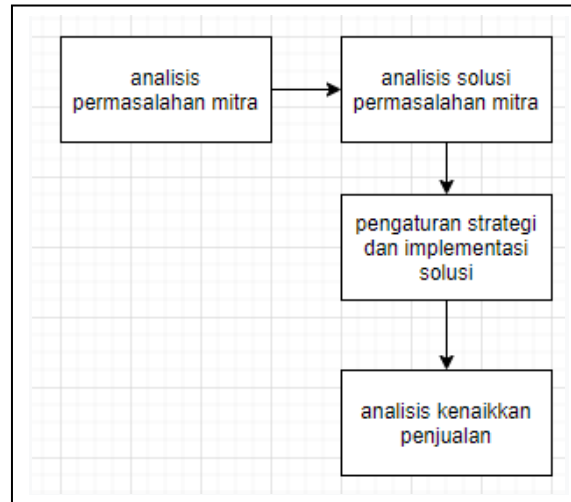 analisis
permasalahan mitra
analisis solusi
permasalahan mitra
pengaturan strategi
dan implementasi
solusi
analisis kenaikkan
penjualan